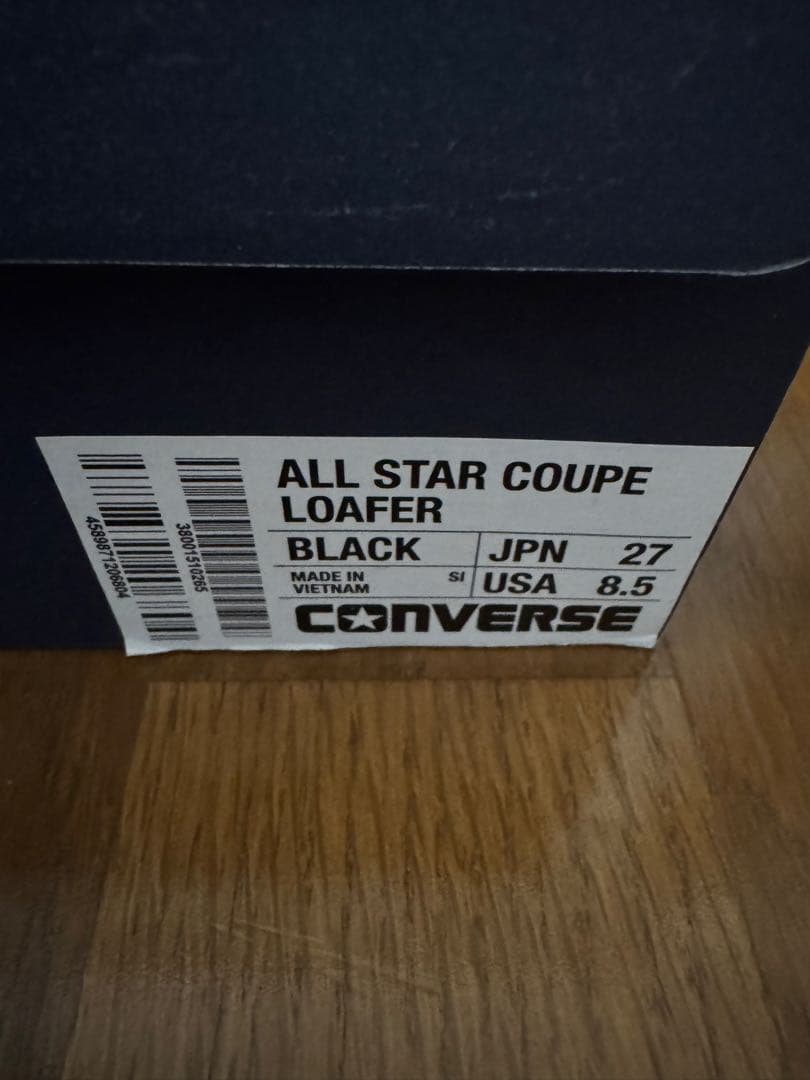 ALL STAR COUPE
LOAFER
BLACK
JPN 27
MADE IN
VIETNAM
SI
USA 8.5
CONVERSE
4589871206804
38001510265